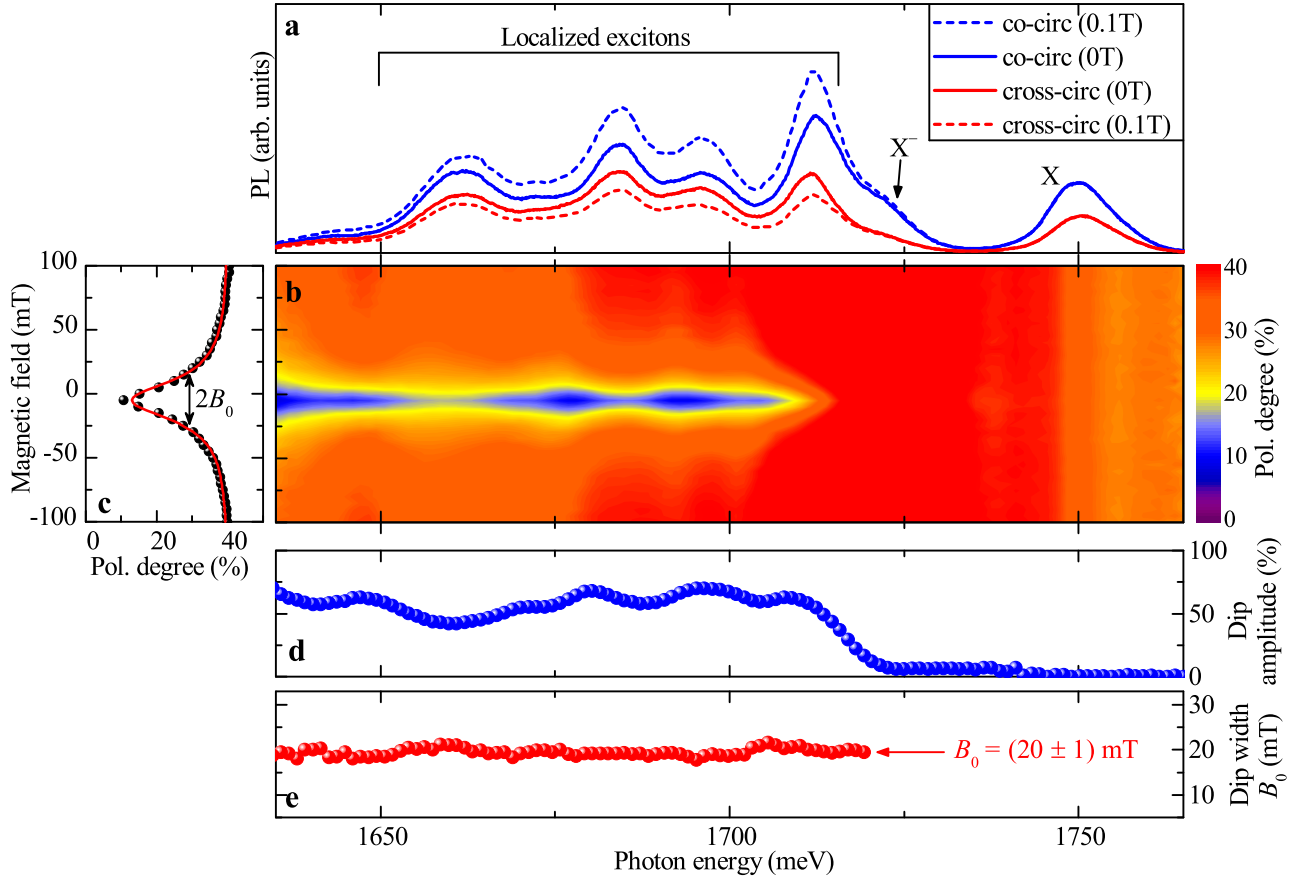 a
Localized excitons
co-circ (0.1T)
co-circ (0T)
cross-circ (0T)
cross-circ (0.1T)
PL (arb. units)
X⁻
X
100
50
0
-50
-100
Magnetic field (mT)
2B₀
c
0 20 40
Pol. degree (%)
b
40
30
20
10
0
Pol. degree (%)
d
100
50
0
Dip
amplitude (%)
e
B₀ = (20 ± 1) mT
30
20
10
Dip width
B₀ (mT)
1650 1700 1750
Photon energy (meV)